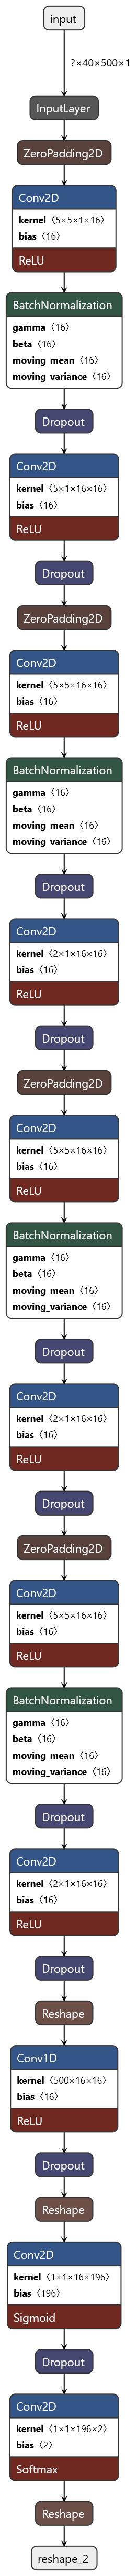 input
?×40×500×1
InputLayer
ZeroPadding2D
Conv2D
kernel〈5×5×1×16〉
bias〈16〉
ReLU
BatchNormalization
gamma〈16〉
beta〈16〉
moving_mean〈16〉
moving_variance〈16〉
Dropout
Conv2D
kernel〈5×1×16×16〉
bias〈16〉
ReLU
Dropout
ZeroPadding2D
Conv2D
kernel〈5×5×16×16〉
bias〈16〉
ReLU
BatchNormalization
gamma〈16〉
beta〈16〉
moving_mean〈16〉
moving_variance〈16〉
Dropout
Conv2D
kernel〈2×1×16×16〉
bias〈16〉
ReLU
Dropout
ZeroPadding2D
Conv2D
kernel〈5×5×16×16〉
bias〈16〉
ReLU
BatchNormalization
gamma〈16〉
beta〈16〉
moving_mean〈16〉
moving_variance〈16〉
Dropout
Conv2D
kernel〈2×1×16×16〉
bias〈16〉
ReLU
Dropout
ZeroPadding2D
Conv2D
kernel〈5×5×16×16〉
bias〈16〉
ReLU
BatchNormalization
gamma〈16〉
beta〈16〉
moving_mean〈16〉
moving_variance〈16〉
Dropout
Conv2D
kernel〈2×1×16×16〉
bias〈16〉
ReLU
Dropout
Reshape
Conv1D
kernel〈500×16×16〉
bias〈16〉
ReLU
Dropout
Reshape
Conv2D
kernel〈1×1×16×196〉
bias〈196〉
Sigmoid
Dropout
Conv2D
kernel〈1×1×196×2〉
bias〈2〉
Softmax
Reshape
reshape_2